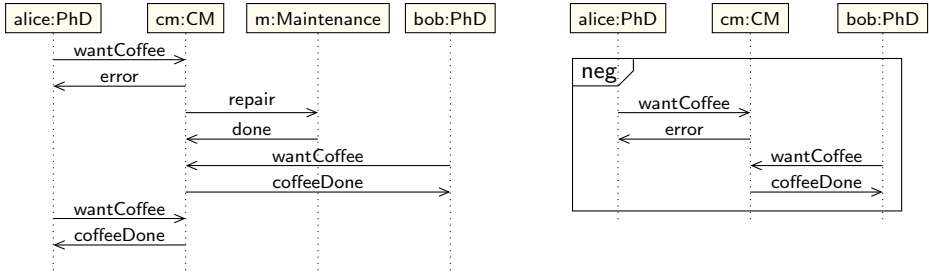 alice:PhD cm:CM m:Maintenance bob:PhD
wantCoffee
error
repair
done
wantCoffee
coffeeDone
wantCoffee
coffeeDone
alice:PhD cm:CM bob:PhD
neg
wantCoffee
error
wantCoffee
coffeeDone